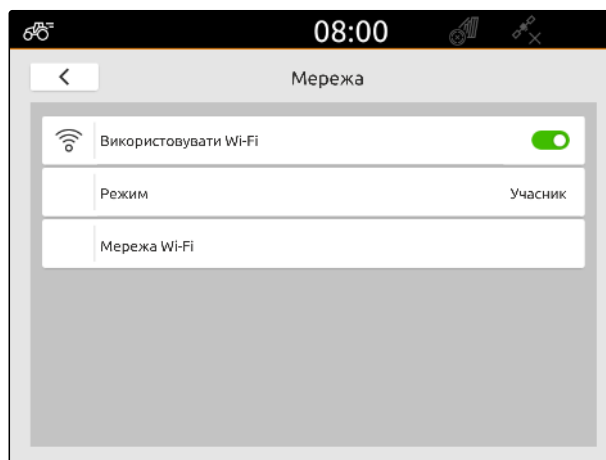 08:00
Мережа
Використовувати Wi-Fi
Режим Учасник
Мережа Wi-Fi